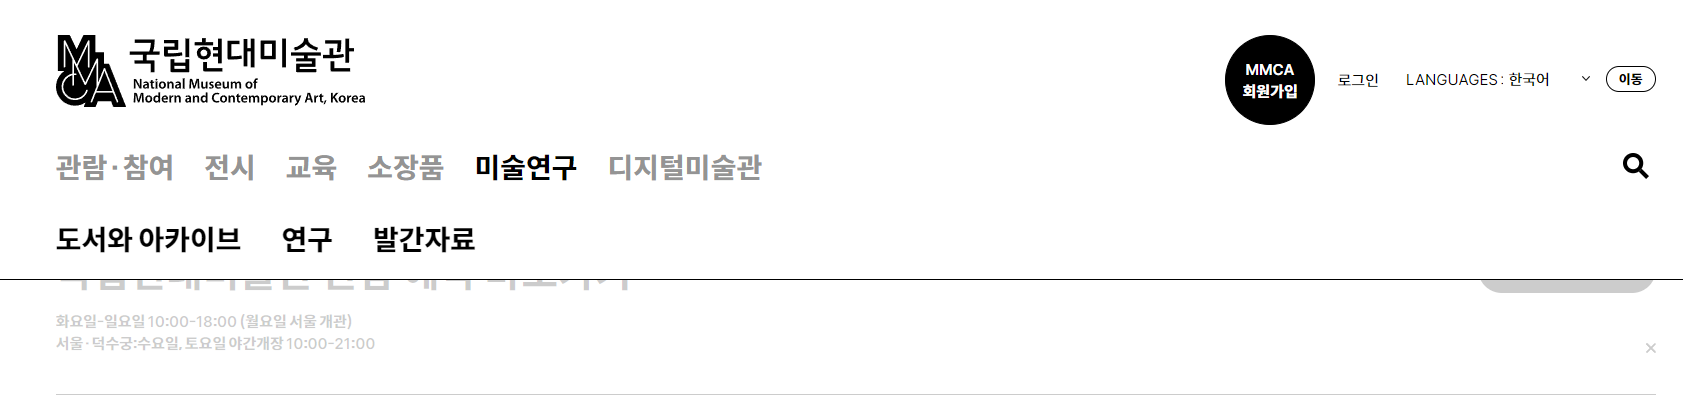 MMCA
국립현대미술관
National Museum of
Modern and Contemporary Art, Korea
MMCA
회원가입
로그인
LANGUAGES : 한국어
이동
관람 · 참여 전시 교육 소장품 미술연구 디지털미술관
도서와 아카이브 연구 발간자료
화요일-일요일 10:00-18:00 (월요일 서울 개관)
서울 · 덕수궁:수요일, 토요일 야간개장 10:00-21:00